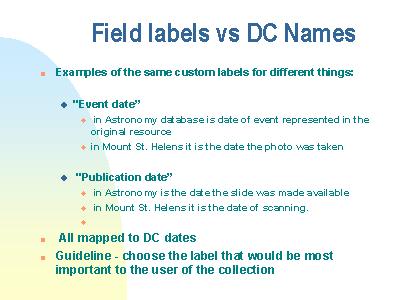 Field labels vs DC Names
Examples of the same custom labels for different things:
"Event date”
in Astronomy database is date of event represented in the
original resource
in Mount St. Helens it is the date the photo was taken
"Publication date”
in Astronomy is the date the slide was made available
in Mount St. Helens it is the date of scanning.
All mapped to DC dates
Guideline - choose the label that would be most
important to the user of the collection